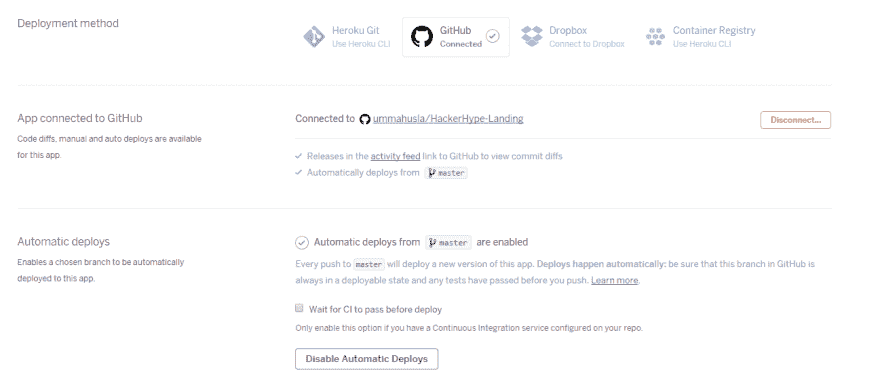 Deployment method
Heroku Git
Use Heroku CLI
GitHub
Connected
Dropbox
Connect to Dropbox
Container Registry
Use Heroku CLI
App connected to GitHub
Code diffs, manual and auto deploys are available
for this app.
Connected to ummahusla/HackerHype-Landing
Disconnect...
Releases in the activity feed link to GitHub to view commit diffs
Automatically deploys from master
Automatic deploys
Enables a chosen branch to be automatically
deployed to this app.
Automatic deploys from master are enabled
Every push to master will deploy a new version of this app. Deploys happen automatically: be sure that this branch in GitHub is
always in a deployable state and any tests have passed before you push. Learn more.
Wait for CI to pass before deploy
Only enable this option if you have a Continuous Integration service configured on your repo.
Disable Automatic Deploys